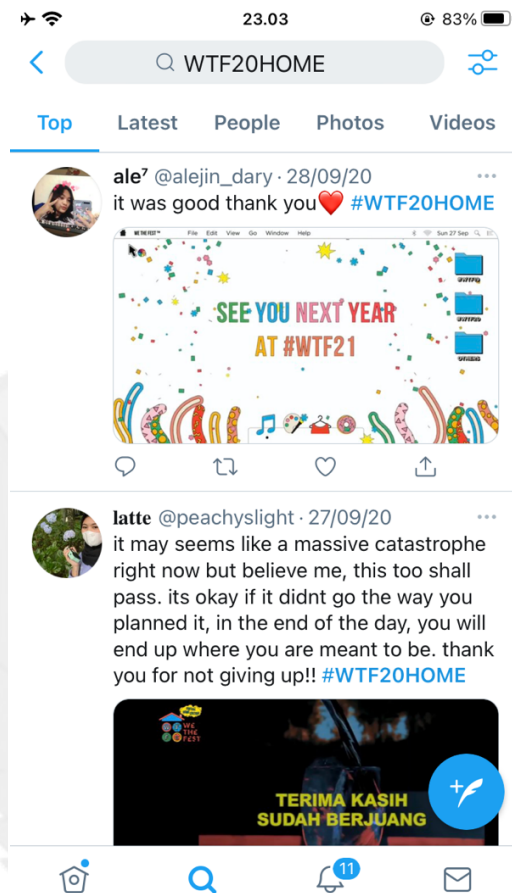 23.03
83%
WTF20HOME
Top Latest People Photos Videos
ale⁷ @alejin_dary · 28/09/20
it was good thank you❤️ #WTF20HOME
WE THE FEST™ File Edit View Go Window Help Sun 27 Sep
#WTF20
SEE YOU NEXT YEAR
AT #WTF21
OTHERS
latte @peachyslight · 27/09/20
it may seems like a massive catastrophe
right now but believe me, this too shall
pass. its okay if it didnt go the way you
planned it, in the end of the day, you will
end up where you are meant to be. thank
you for not giving up!! #WTF20HOME
WE
THE
FEST
TERIMA KASIH
SUDAH BERJUANG
11